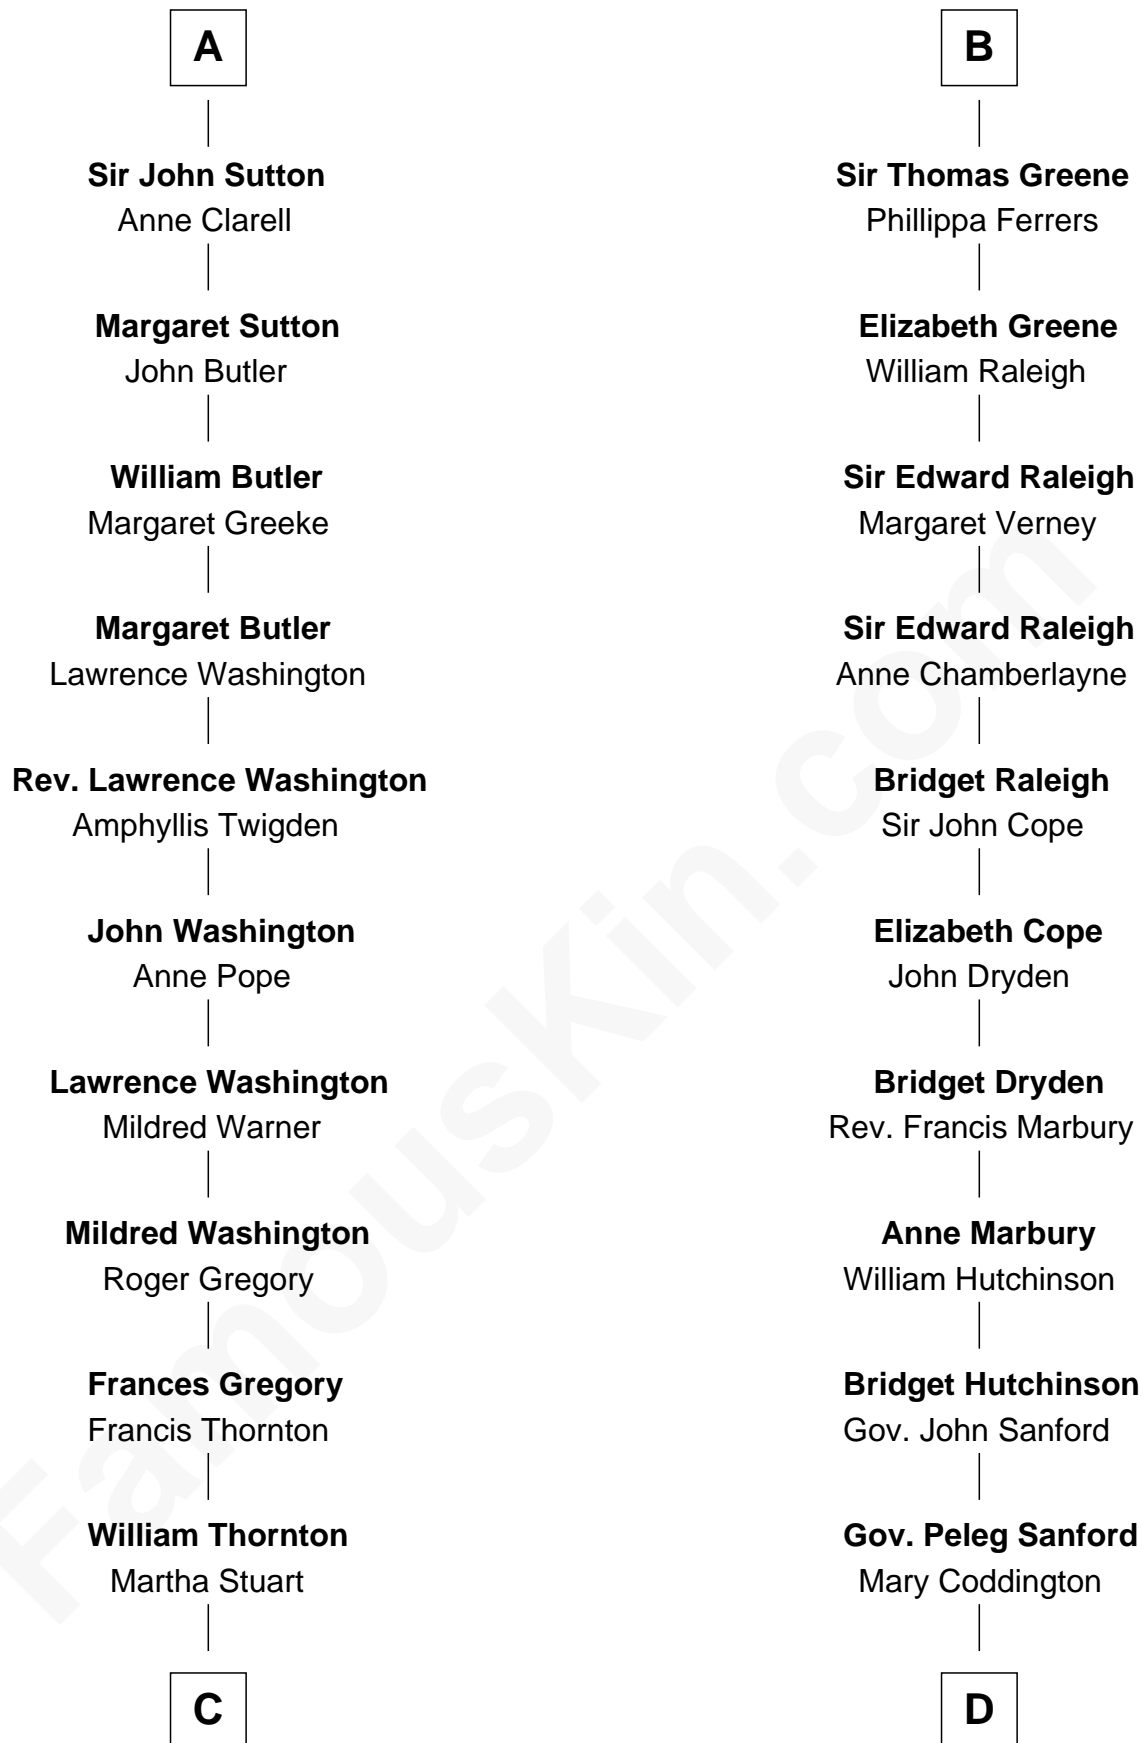 A
Sir John Sutton
Anne Clarell
Margaret Sutton
John Butler
William Butler
Margaret Greeke
Margaret Butler
Lawrence Washington
Rev. Lawrence Washington
Amphyllis Twigden
John Washington
Anne Pope
Lawrence Washington
Mildred Warner
Mildred Washington
Roger Gregory
Frances Gregory
Francis Thornton
William Thornton
Martha Stuart
C
B
Sir Thomas Greene
Phillippa Ferrers
Elizabeth Greene
William Raleigh
Sir Edward Raleigh
Margaret Verney
Sir Edward Raleigh
Anne Chamberlayne
Bridget Raleigh
Sir John Cope
Elizabeth Cope
John Dryden
Bridget Dryden
Rev. Francis Marbury
Anne Marbury
William Hutchinson
Bridget Hutchinson
Gov. John Sanford
Gov. Peleg Sanford
Mary Coddington
D
FamousKin.com